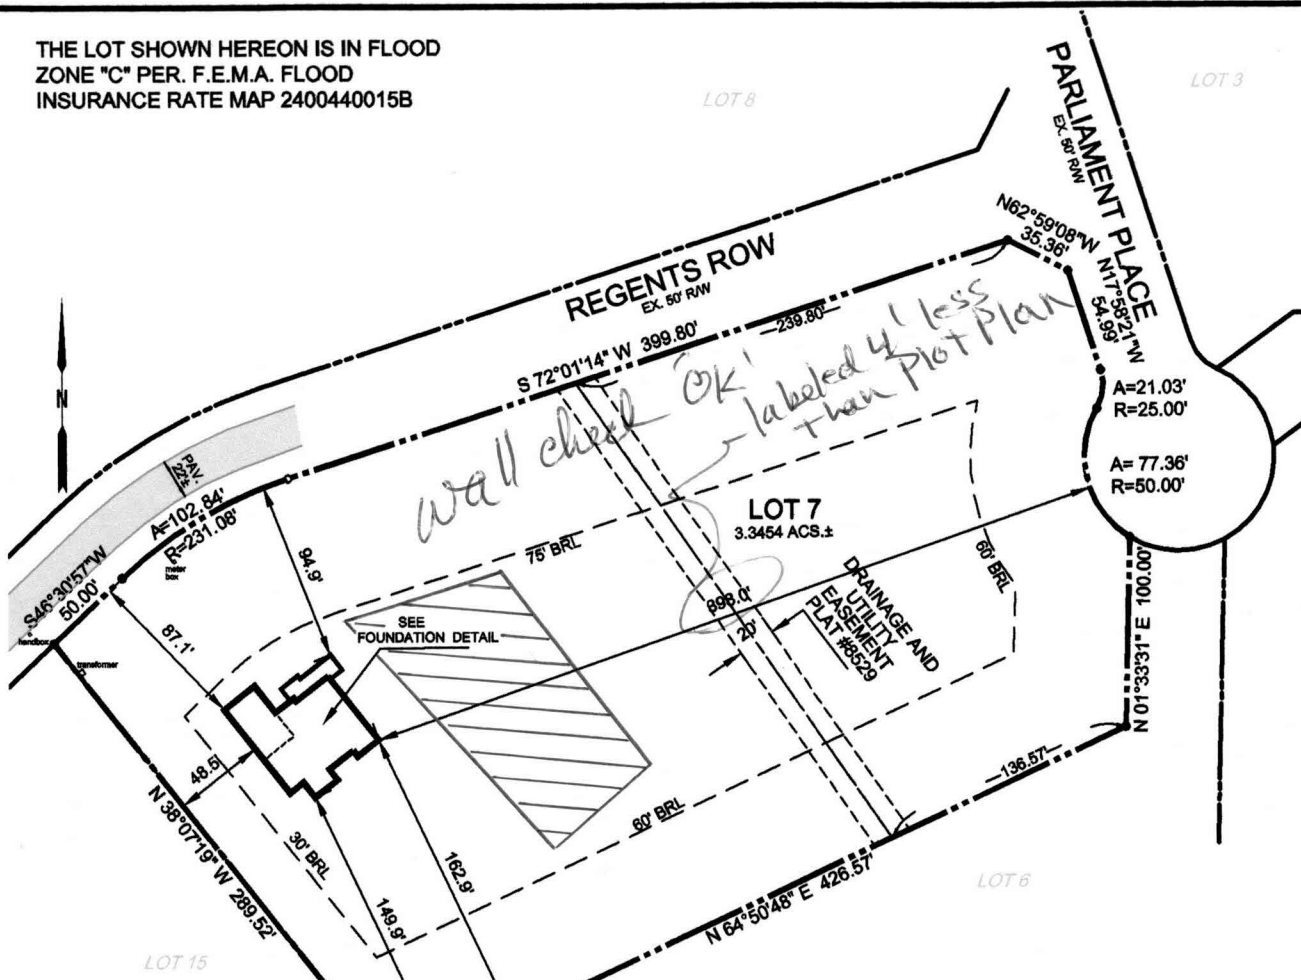 THE LOT SHOWN HEREON IS IN FLOOD
ZONE "C" PER. F.E.M.A. FLOOD
INSURANCE RATE MAP 2400440015B
LOT 8
LOT 3
PARLIAMENT PLACE
EX. 50' R/W
N62°59'08"W
35.36'
N17°58'21"W
54.99'
REGENTS ROW
EX. 50' R/W
S 72°01'14" W 399.80'
239.80'
wall check 'OK'
labeled 4' less
than Plot Plan
N
A=21.03'
R=25.00'
A= 77.36'
R=50.00'
PAV.
22'±
A=102.84'
R=231.08'
meter
box
S46°30'57"W
50.00'
handbox
transformer
94.9'
87.1'
75' BRL
LOT 7
3.3454 ACS.±
60' BRL
SEE
FOUNDATION DETAIL
398.0'
20'
DRAINAGE AND
UTILITY
EASEMENT
PLAT #8529
N 01°33'31" E 100.00'
48.5'
N 38°07'19" W 289.52'
30' BRL
60' BRL
136.57'
162.9'
149.9'
N 64°50'48" E 426.57'
LOT 6
LOT 15